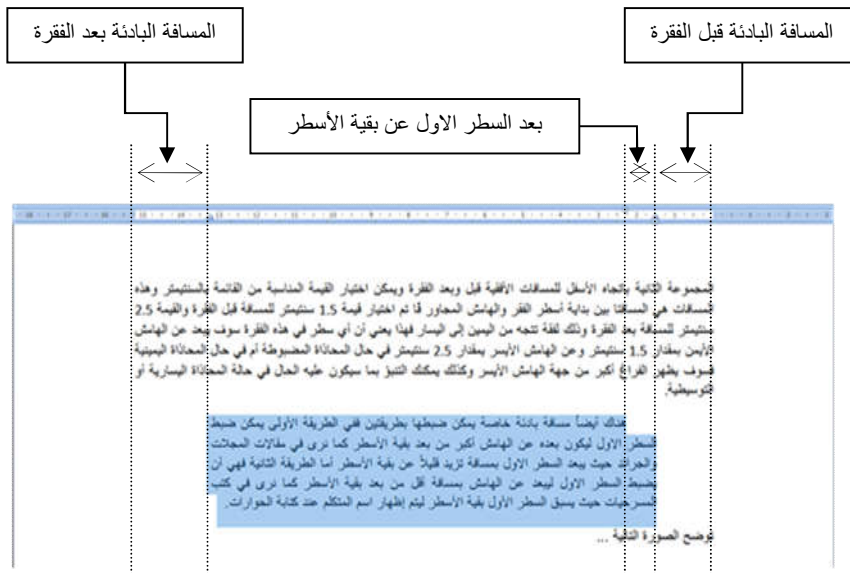 المسافة البادئة قبل الفقرة
المسافة البادئة بعد الفقرة
بعد السطر الاول عن بقية الأسطر
المجموعة الثانية باتجاه الأسفل للمسافات الأفقية قبل وبعد الفقرة ويمكن اختيار القيمة المناسبة من القائمة بالسنتيمتر وهذه
المسافات هي المسافتا بين بداية أسطر الفقر والهامش المجاور قا تم اختيار قيمة 1.5 سنتيمتر للمسافة قبل الفقرة والقيمة 2.5
سنتيمتر للمسافة بعد الفقرة وذلك لفقة تتجه من اليمين إلى اليسار فهذا يعني أن أي سطر في هذه الفقرة سوف يبعد عن الهامش
الأيمن بمقدار 1.5 سنتيمتر وعن الهامش الأيسر بمقدار 2.5 سنتيمتر في حال المحاذاة المضبوطة أم في حال المحاذاة اليمينية
فسوف يظهر الفراغ أكبر من جهة الهامش الأيسر وكذلك يمكنك التنبؤ بما سيكون عليه الحال في حالة المحاذاة اليسارية أو
التوسيطية.
هناك أيضاً مسافة بادئة خاصة يمكن ضبطها بطريقتين ففي الطريقة الأولى يمكن ضبط
السطر الاول ليكون بعده عن الهامش أكبر من بعد بقية الأسطر كما نرى في مقالات المجلات
والجرائد حيث يبعد السطر الاول بمسافة تزيد قليلاً عن بقية الأسطر أما الطريقة الثانية فهي أن
يضبط السطر الاول ليبعد عن الهامش بمسافة أقل من بعد بقية الأسطر كما نرى في كتب
المسرحيات حيث يسبق السطر الأول بقية الأسطر ليتم إظهار اسم المتكلم عند كتابة الحوارات.
توضح الصورة التالية ...